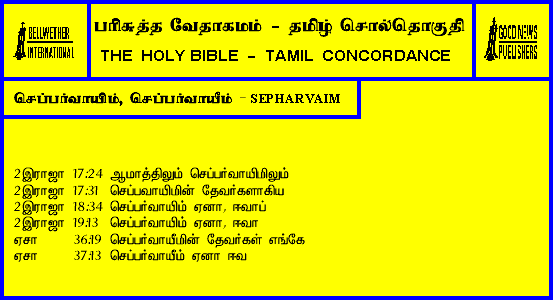 BELLWETHER
INTERNATIONAL
பரிசுத்த வேதாகமம் - தமிழ் சொல்தொகுதி
THE HOLY BIBLE - TAMIL CONCORDANCE
GOOD NEWS
PUBLISHERS
செப்பர்வாயிம், செப்பர்வாயீம் - SEPHARVAIM
2இராஜா 17:24 ஆமாத்திலும் செப்பர்வாயிமிலும்
2இராஜா 17:31 செப்பவாயிமின் தேவர்களாகிய
2இராஜா 18:34 செப்பர்வாயிம் ஏனா, ஈவாப்
2இராஜா 19:13 செப்பர்வாயிம் ஏனா, ஈவா
ஏசா 36:19 செப்பர்வாயீமின் தேவர்கள் எங்கே
ஏசா 37:13 செப்பர்வாயீம் ஏனா ஈவ